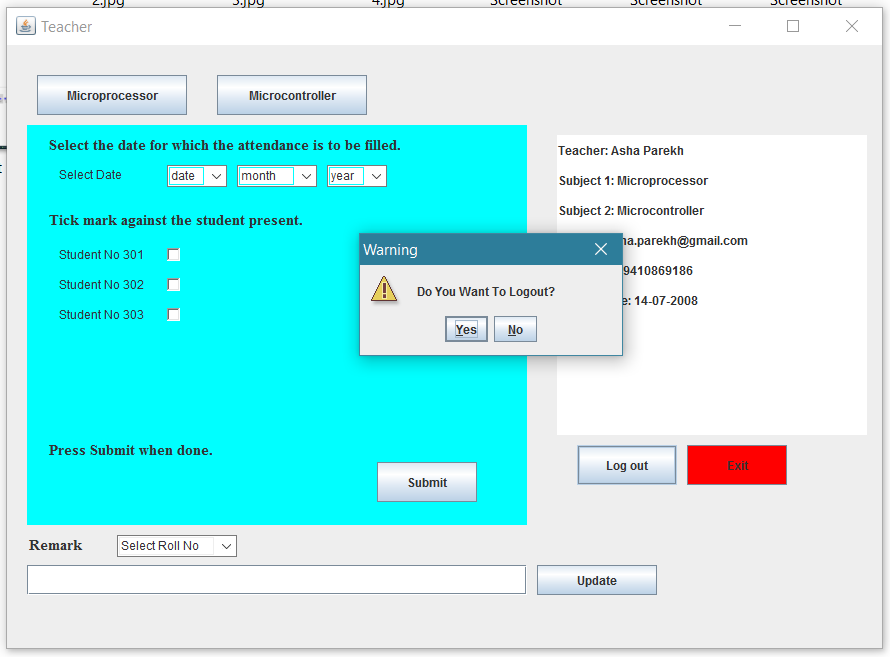 2.jpg 3.jpg 4.jpg Screenshot Screenshot Screenshot
Teacher
Microprocessor Microcontroller
Select the date for which the attendance is to be filled.
Select Date date month year
Tick mark against the student present.
Student No 301
Student No 302
Student No 303
Press Submit when done.
Submit
Teacher: Asha Parekh
Subject 1: Microprocessor
Subject 2: Microcontroller
.parekh@gmail.com
9410869186
: 14-07-2008
Warning
Do You Want To Logout?
Yes No
Log out Exit
Remark Select Roll No
Update